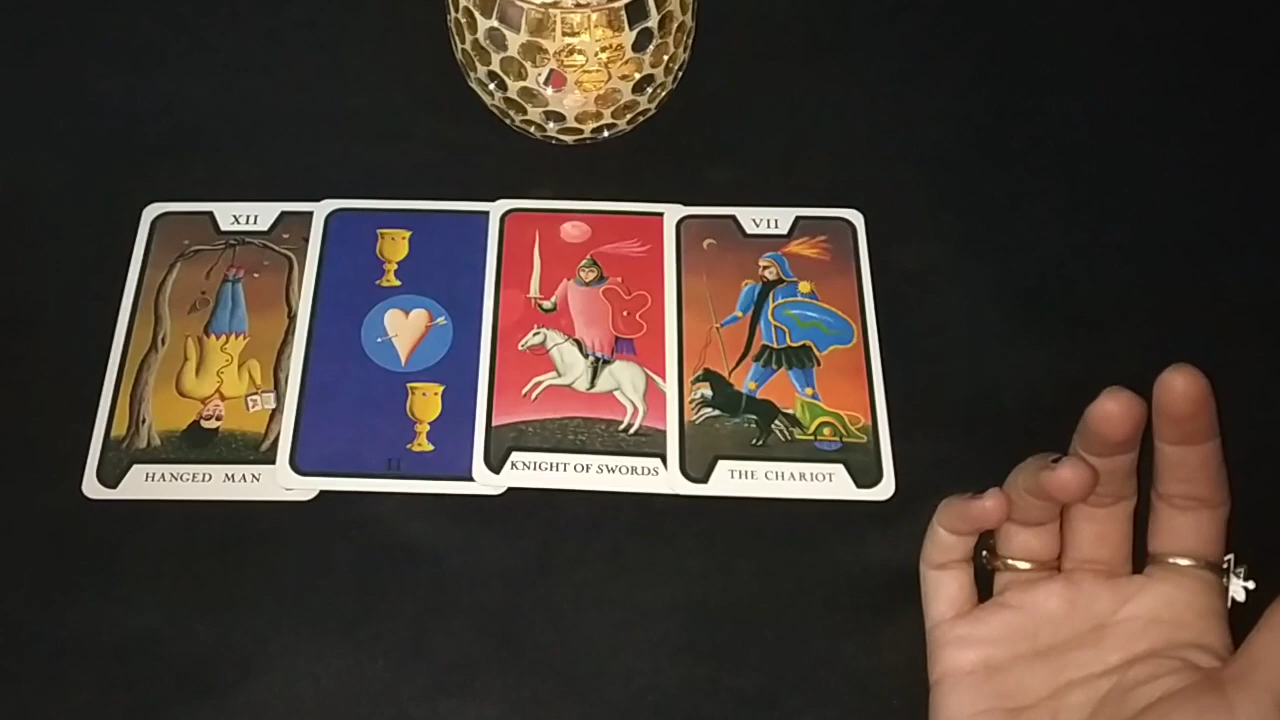 XII
HANGED MAN
II
KNIGHT OF SWORDS
VII
THE CHARIOT